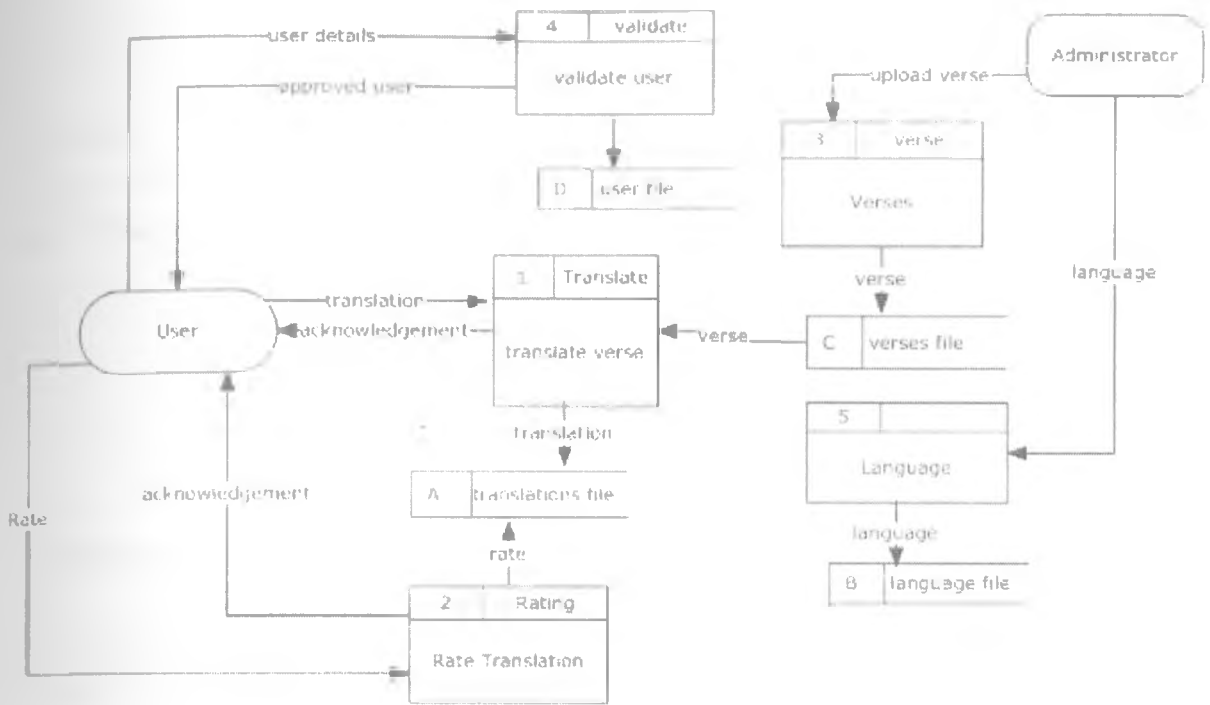 4 validate
user details
Administrator
validate user
upload verse
approved user
3 verse
D user file
Verses
1 Translate
verse
language
translation
User
acknowledgement
verse
C verses file
translate verse
5
translation
Language
acknowledgement
A translations file
Rate
language
rate
B language file
2 Rating
Rate Translation